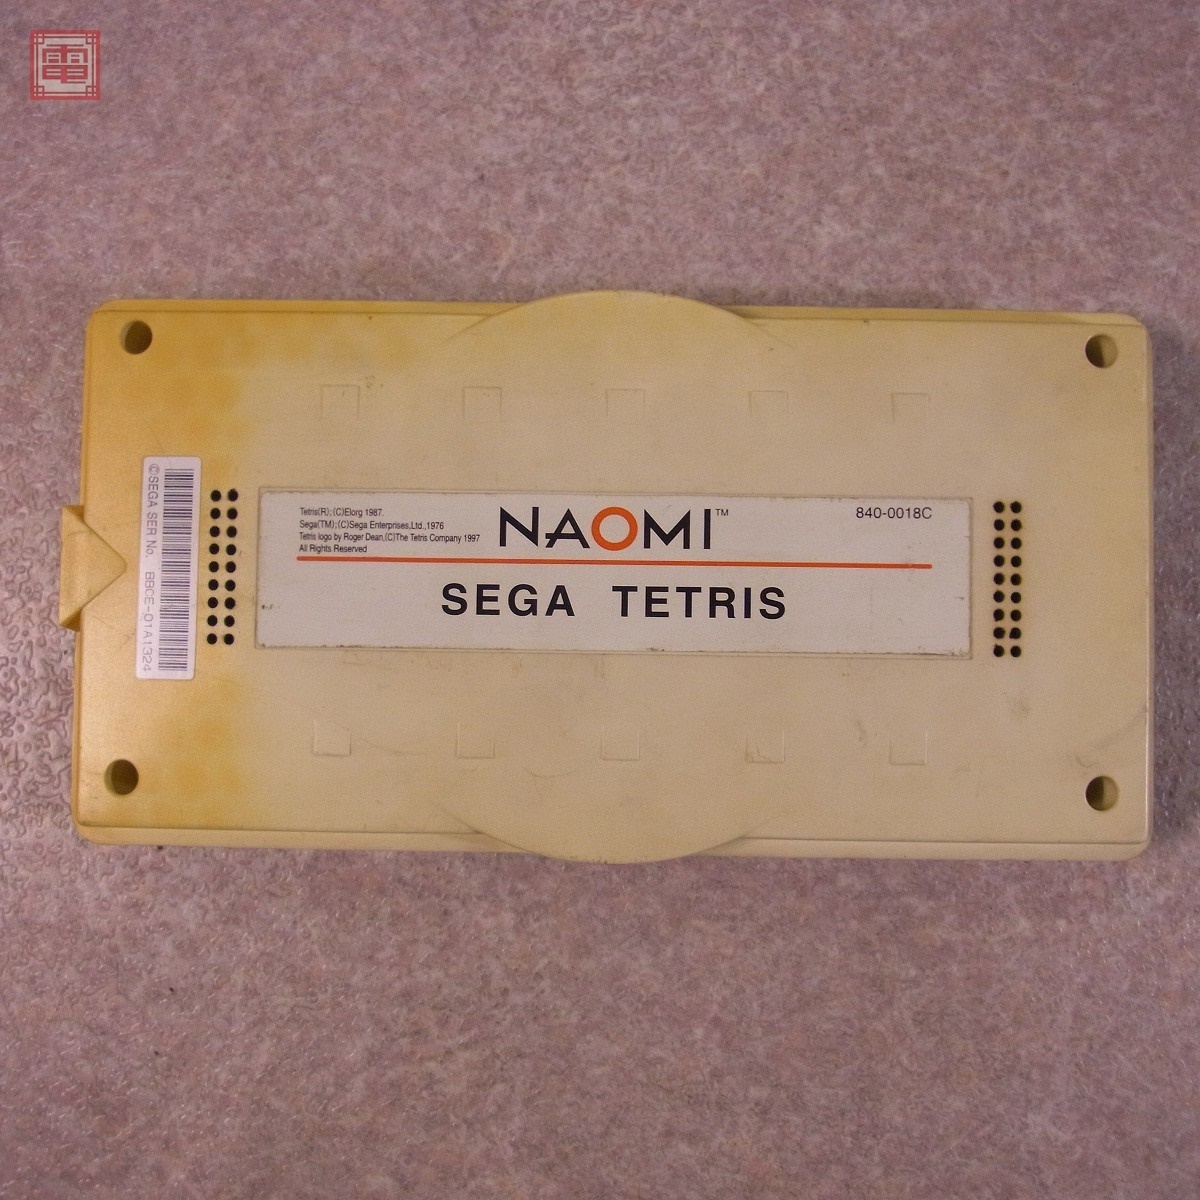 電
Tetris(R);(C)Elorg 1987.
Sega(TM);(C)Sega Enterprises,Ltd.,1976
Tetris logo by Roger Dean,(C)The Tetris Company 1997
All Rights Reserved
NAOMI™
840-0018C
SEGA TETRIS
©SEGA SER No. BBCE-01A1324